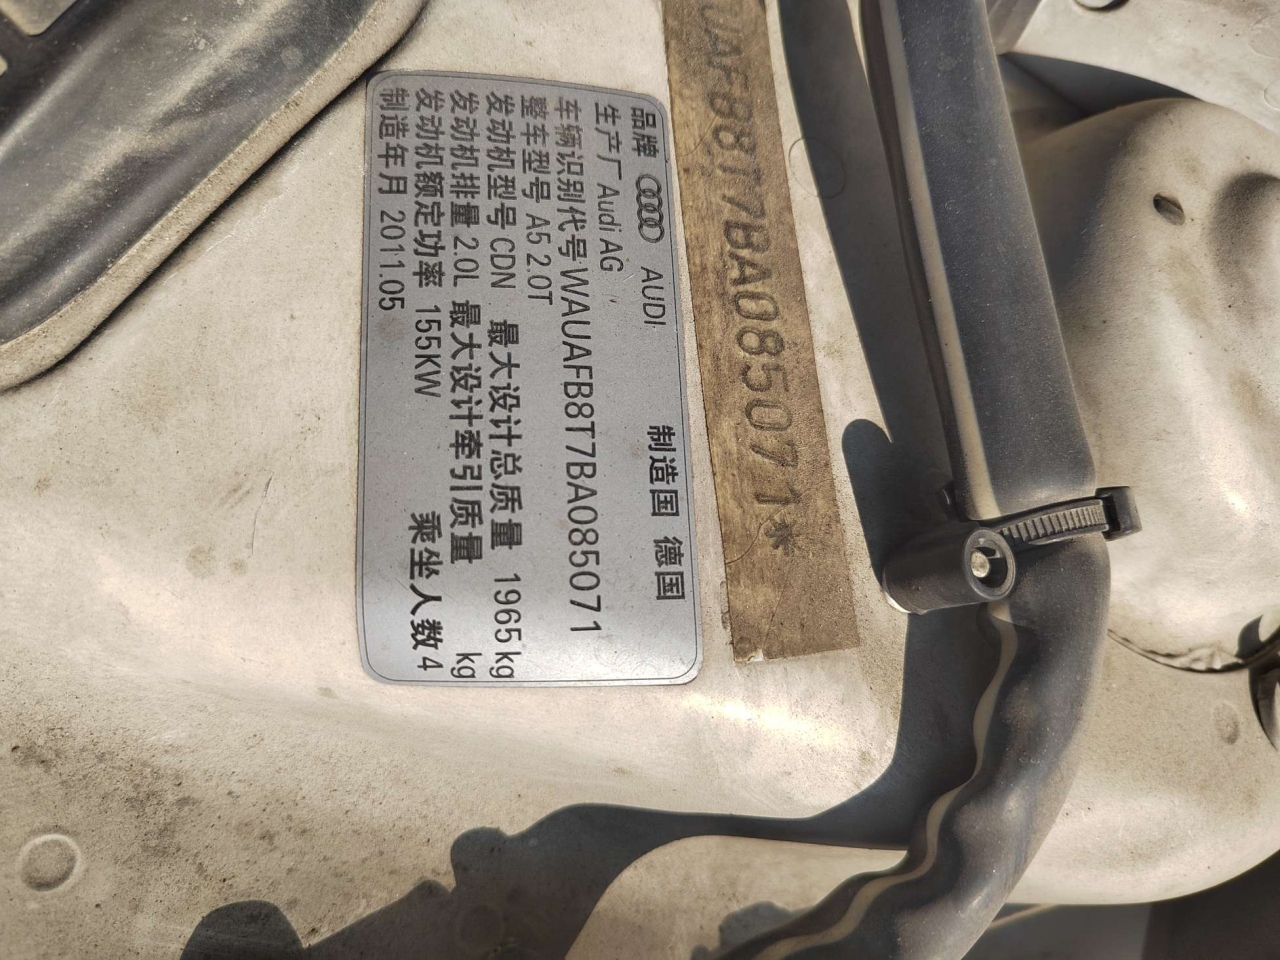 UAFB8T7BA085071*
品牌 AUDI 制造国 德国
生产厂 Audi AG
车辆识别代号 WAUAFB8T7BA085071
整车型号 A5 2.0T
发动机型号 CDN 最大设计总质量 1965kg
发动机排量 2.0L 最大设计牵引质量 kg
发动机额定功率 155KW 乘坐人数 4
制造年月 2011.05